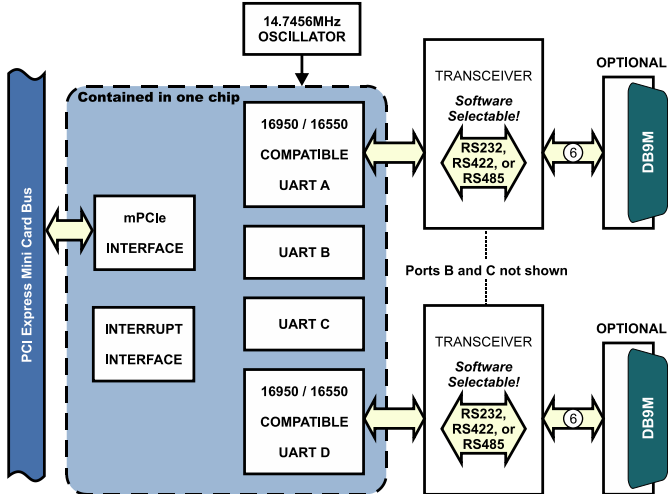 14.7456MHz
OSCILLATOR
PCI Express Mini Card Bus
Contained in one chip
16950 / 16550
COMPATIBLE
UART A
mPCIe
INTERFACE
UART B
INTERRUPT
INTERFACE
UART C
16950 / 16550
COMPATIBLE
UART D
TRANSCEIVER
Software
Selectable!
RS232,
RS422, or
RS485
6
OPTIONAL
DB9M
Ports B and C not shown
TRANSCEIVER
Software
Selectable!
RS232,
RS422, or
RS485
6
OPTIONAL
DB9M